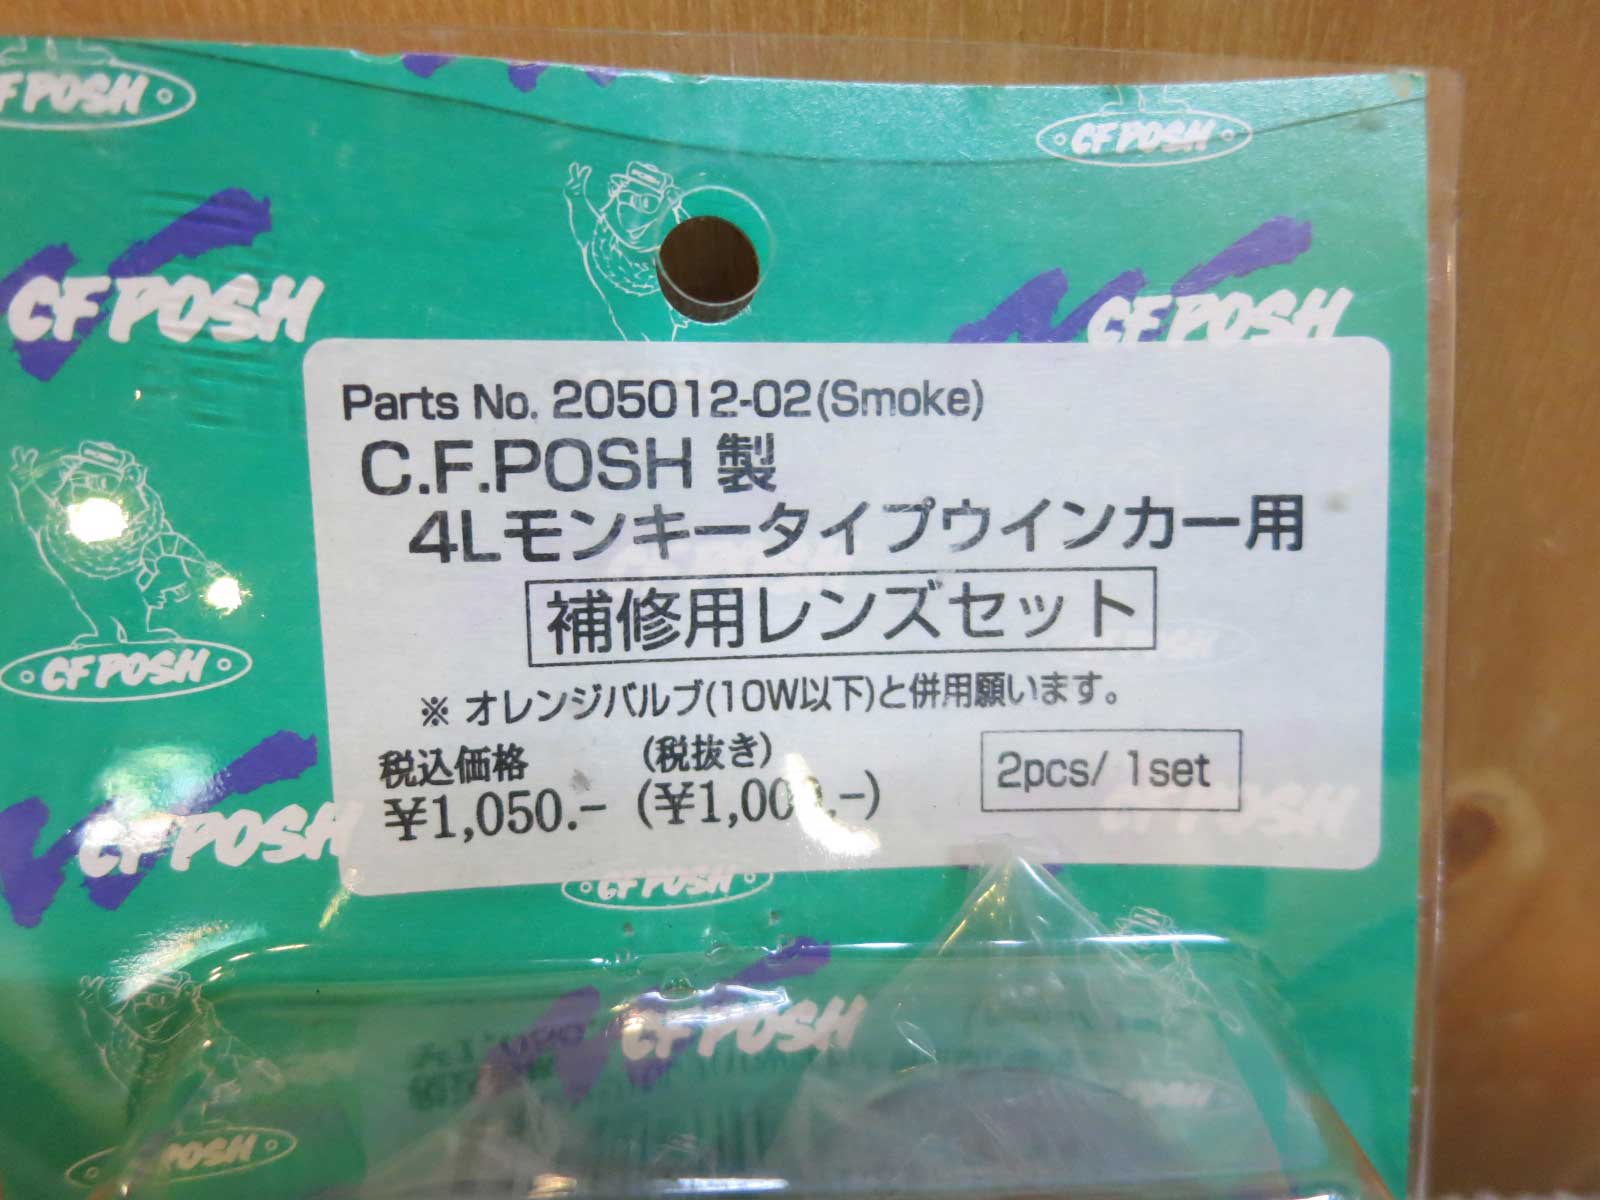 CF POSH
CF POSH
CF POSH
CF POSH
Parts No. 205012-02(Smoke)
C.F.POSH 製
4Lモンキータイプウインカー用
補修用レンズセット
※ オレンジバルブ(10W以下)と併用願います。
税込価格 (税抜き)
¥1,050.- (¥1,000.-)
2pcs/ 1set
CF POSH
CF POSH
CF POSH
CF POSH
POSH